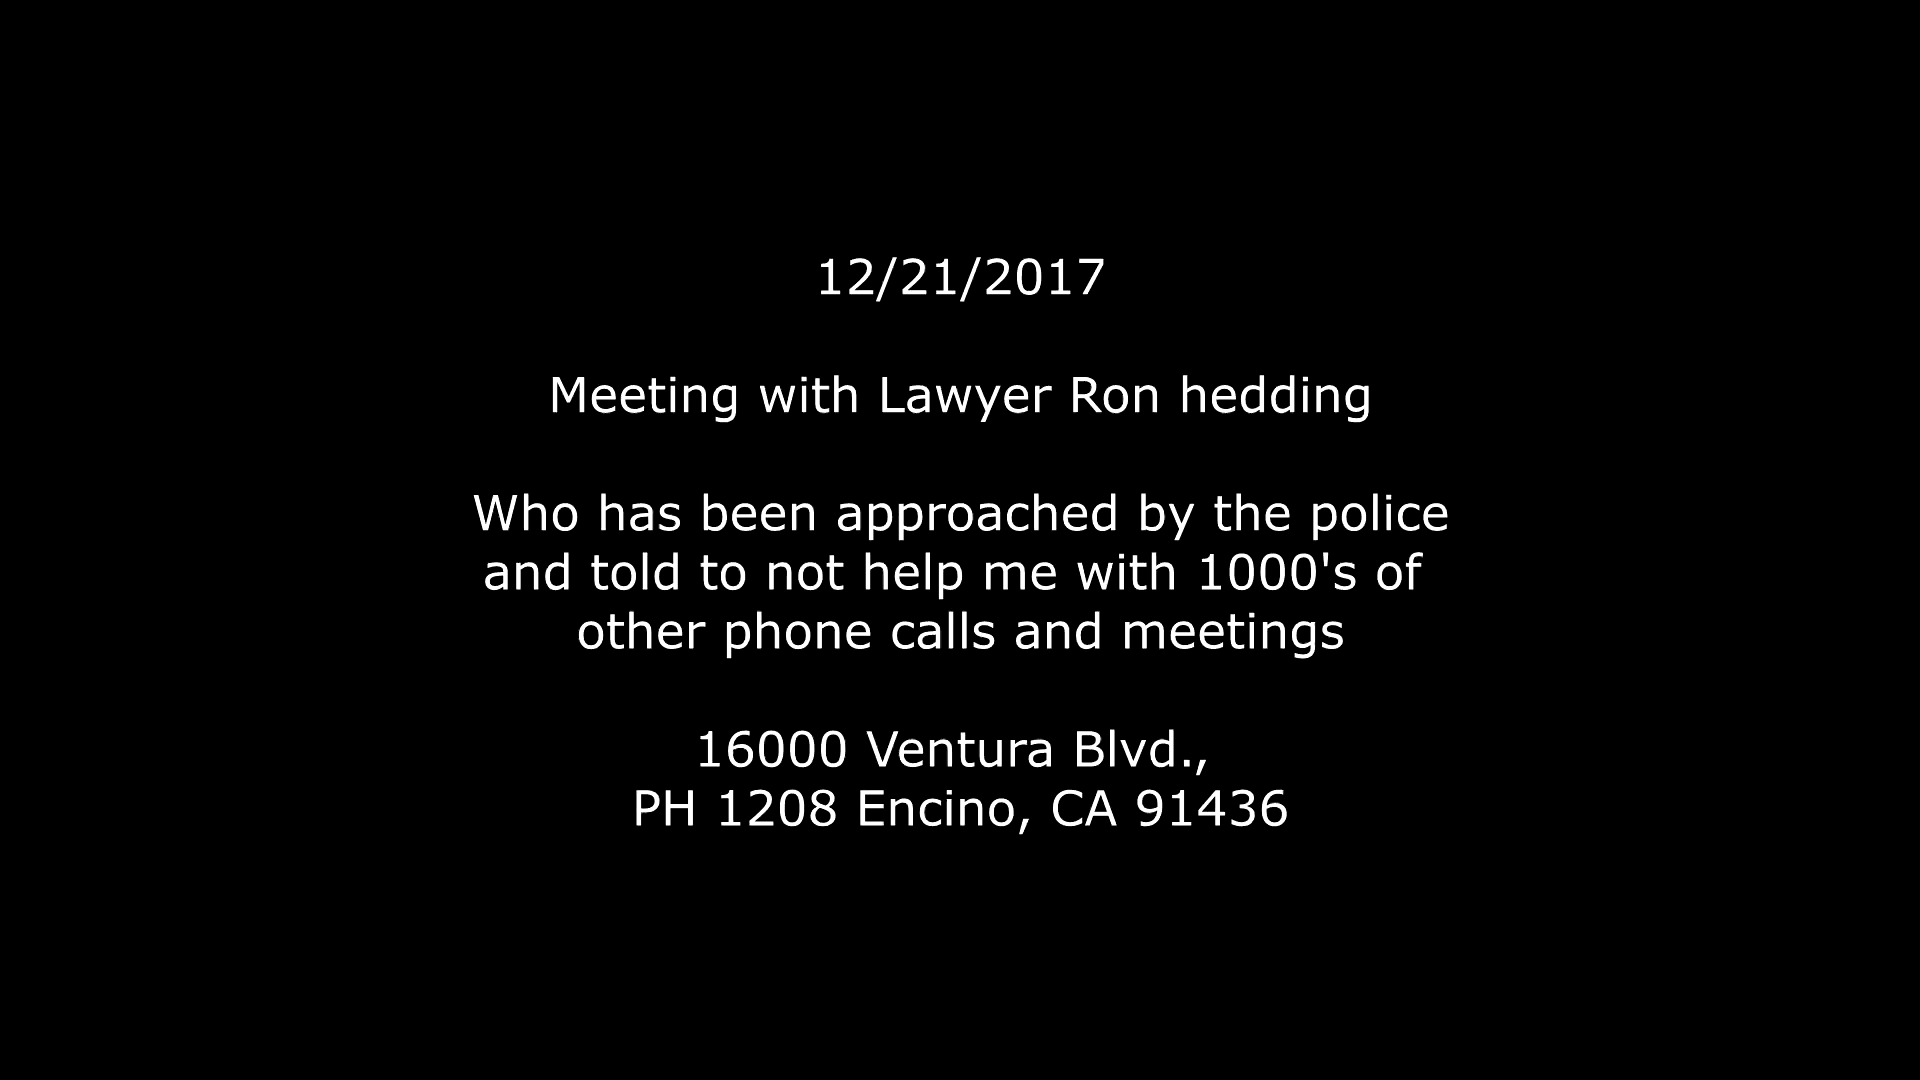 12/21/2017
Meeting with Lawyer Ron hedding
Who has been approached by the police
and told to not help me with 1000's of
other phone calls and meetings
16000 Ventura Blvd.,
PH 1208 Encino, CA 91436